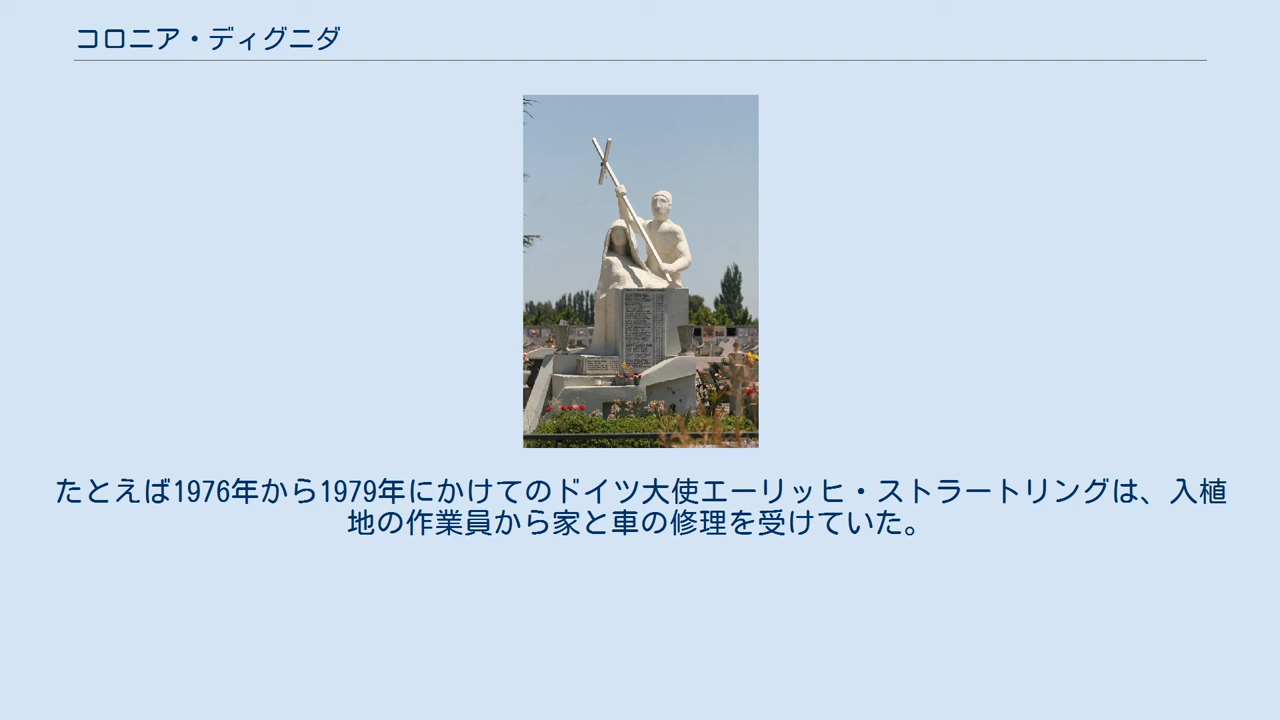 コロニア・ディグニダ
たとえば1976年から1979年にかけてのドイツ大使エーリッヒ・ストラートリングは、入植
地の作業員から家と車の修理を受けていた。